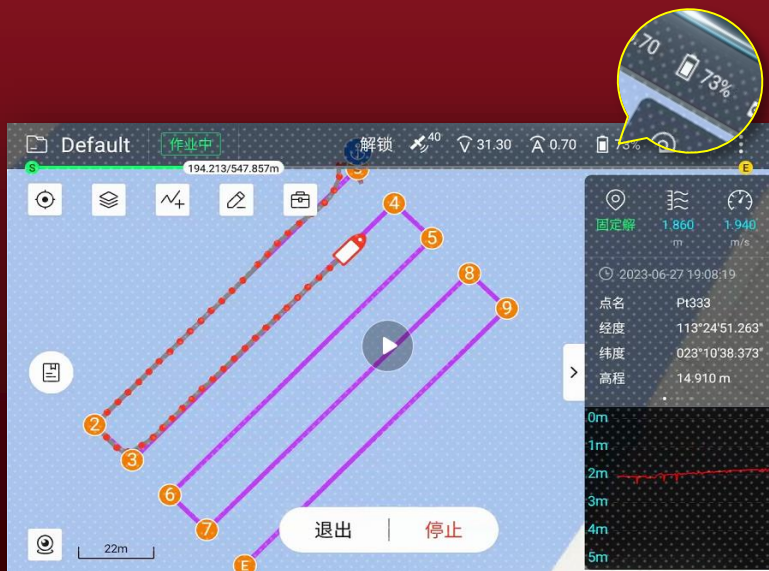 .70 73%
Default 作业中 解锁 40 31.30 0.70 73%
S 194.213/547.857m E
固定解 1.860 1.940
m m/s
2023-06-27 19:08:19
点名 Pt333
经度 113°24'51.263"
纬度 023°10'38.373"
高程 14.910 m
4
5
8
9
2
3
6
7
E
0m
1m
2m
3m
4m
5m
22m
退出 停止